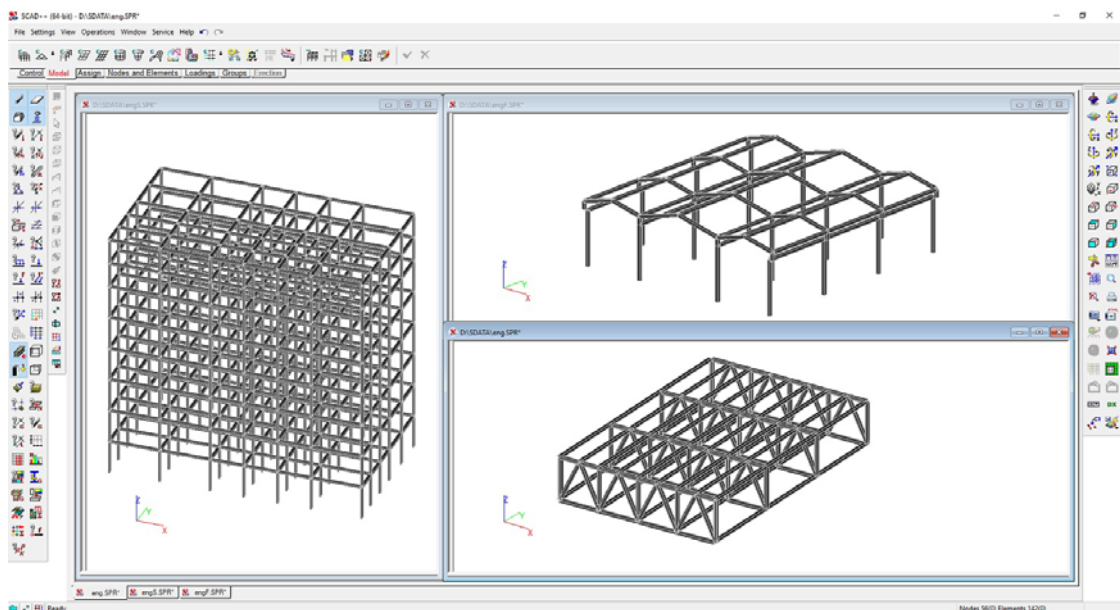 SCAD++ (64-bit) - D:\SDATA\eng.SPR*
File Settings View Operations Window Service Help
Control Model Assign Nodes and Elements Loadings Groups Erection
D:\SDATA\engS.SPR*
D:\SDATA\engF.SPR*
Z
Y
X
D:\SDATA\eng.SPR*
Z
Y
X
Z
Y
X
eng.SPR* engS.SPR* engF.SPR*
Ready